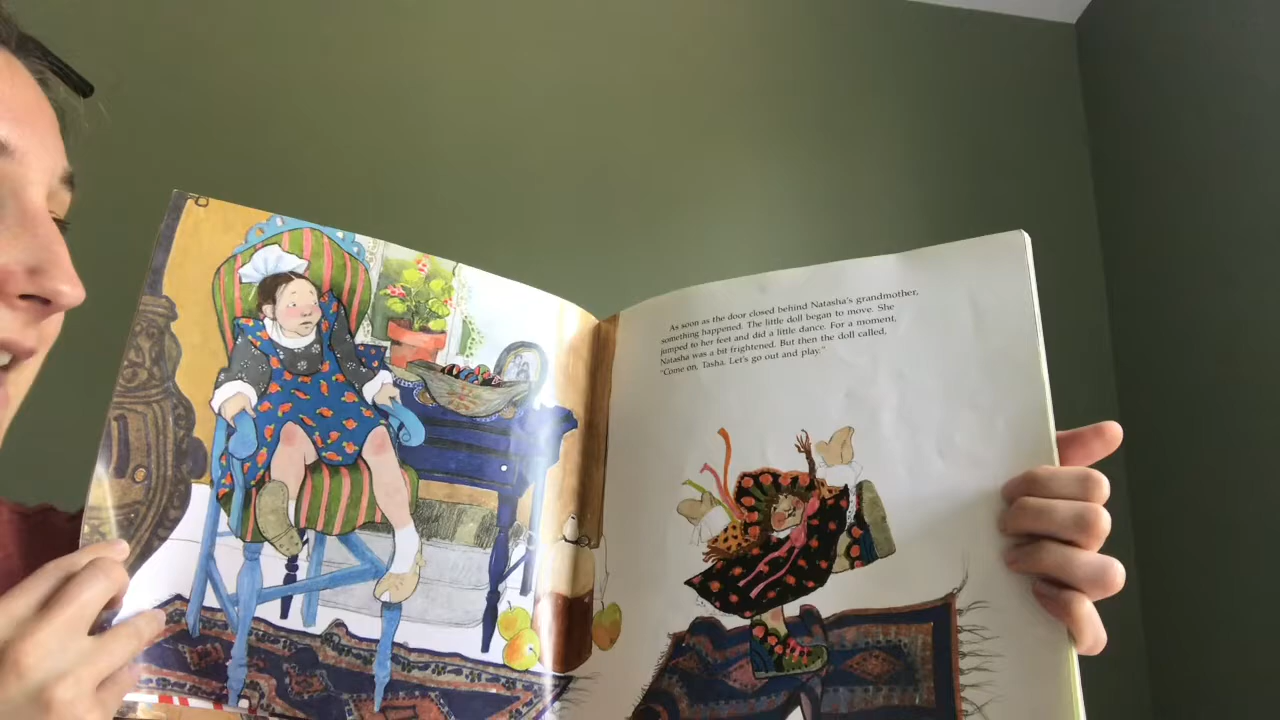 As soon as the door closed behind Natasha's grandmother,
something happened. The little doll began to move. She
jumped to her feet and did a little dance. For a moment,
Natasha was a bit frightened. But then the doll called,
"Come on, Tasha. Let's go out and play."